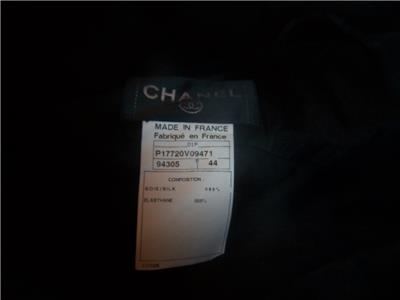 CHANEL
MADE IN FRANCE
Fabriqué en France
P17720V09471
94305 44
COMPOSITION
SOIE/SILK
ELASTHANE